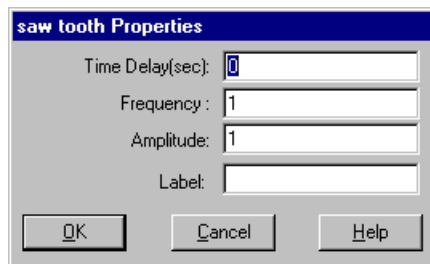 saw tooth Properties
Time Delay(sec): 0
Frequency : 1
Amplitude: 1
Label:
OK Cancel Help